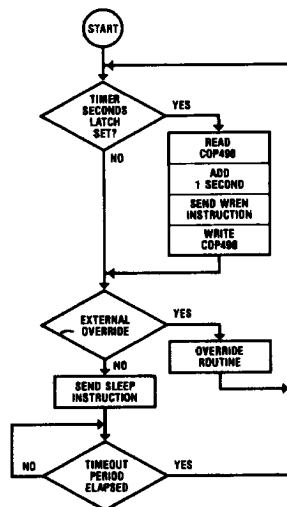 START
TIMER
SECONDS
LATCH
SET?
YES
NO
READ
COP498
ADD
1 SECOND
SEND WREN
INSTRUCTION
WRITE
COP498
EXTERNAL
OVERRIDE
YES
NO
OVERRIDE
ROUTINE
SEND SLEEP
INSTRUCTION
TIMEOUT
PERIOD
ELAPSED
NO
YES